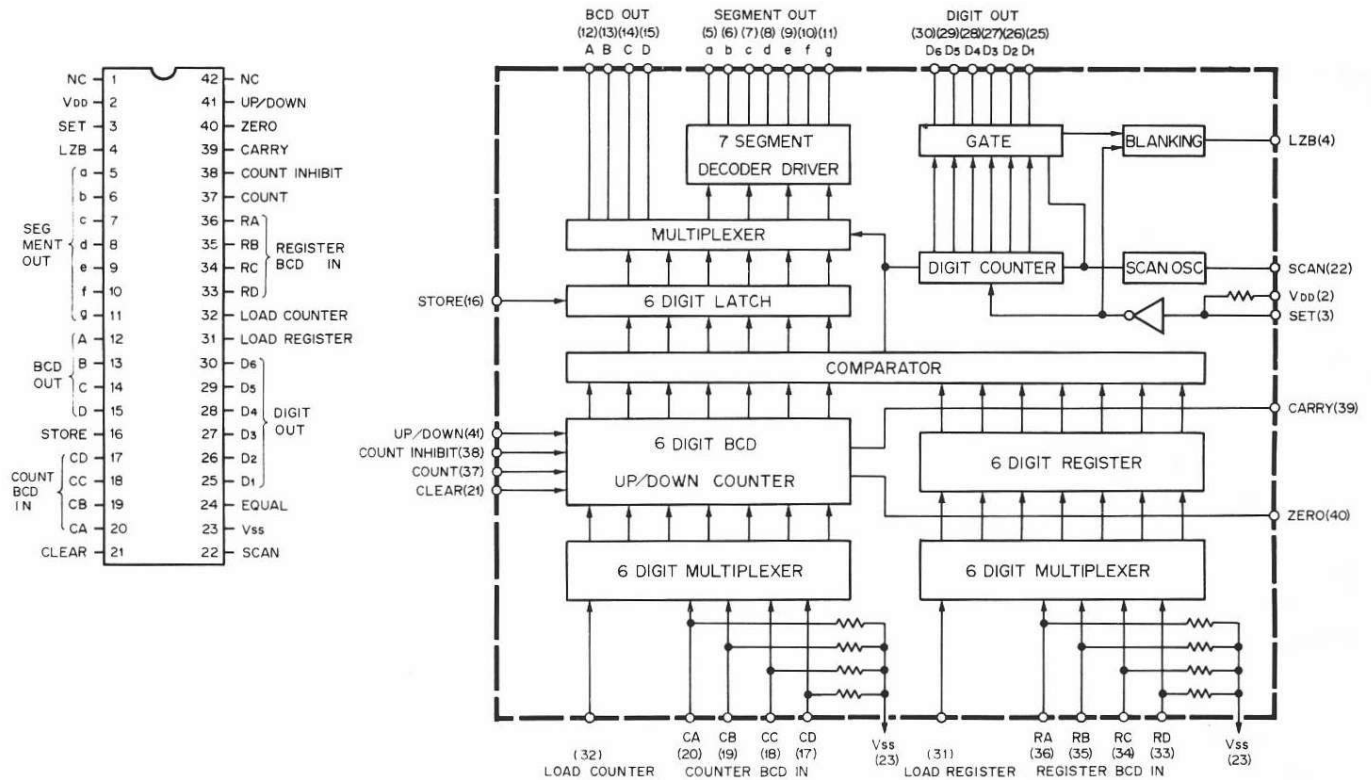 NC 1 42 NC
VDD 2 41 UP/DOWN
SET 3 40 ZERO
LZB 4 39 CARRY
a 5 38 COUNT INHIBIT
b 6 37 COUNT
c 7 36 RA
d 8 35 RB
e 9 34 RC
f 10 33 RD
g 11 32 LOAD COUNTER
A 12 31 LOAD REGISTER
B 13 30 D6
C 14 29 D5
D 15 28 D4
STORE 16 27 D3
CD 17 26 D2
CC 18 25 D1
CB 19 24 EQUAL
CA 20 23 Vss
CLEAR 21 22 SCAN
SEG
MENT
OUT
BCD
OUT
COUNT
BCD
IN
REGISTER
BCD IN
DIGIT
OUT
BCD OUT
(12)(13)(14)(15)
A B C D
SEGMENT OUT
(5) (6) (7) (8) (9) (10) (11)
a b c d e f g
DIGIT OUT
(30)(29)(28)(27)(26)(25)
D6 D5 D4 D3 D2 D1
7 SEGMENT
DECODER DRIVER
GATE
BLANKING
LZB(4)
MULTIPLEXER
DIGIT COUNTER
SCAN OSC
SCAN(22)
VDD(2)
SET(3)
STORE(16)
6 DIGIT LATCH
COMPARATOR
CARRY(39)
UP/DOWN(41)
COUNT INHIBIT(38)
COUNT(37)
CLEAR(21)
6 DIGIT BCD
UP/DOWN COUNTER
6 DIGIT REGISTER
ZERO(40)
6 DIGIT MULTIPLEXER
6 DIGIT MULTIPLEXER
(32)
LOAD COUNTER
CA CB CC CD
(20) (19) (18) (17)
COUNTER BCD IN
Vss
(23)
(31)
LOAD REGISTER
RA RB RC RD
(36) (35) (34) (33)
REGISTER BCD IN
Vss
(23)